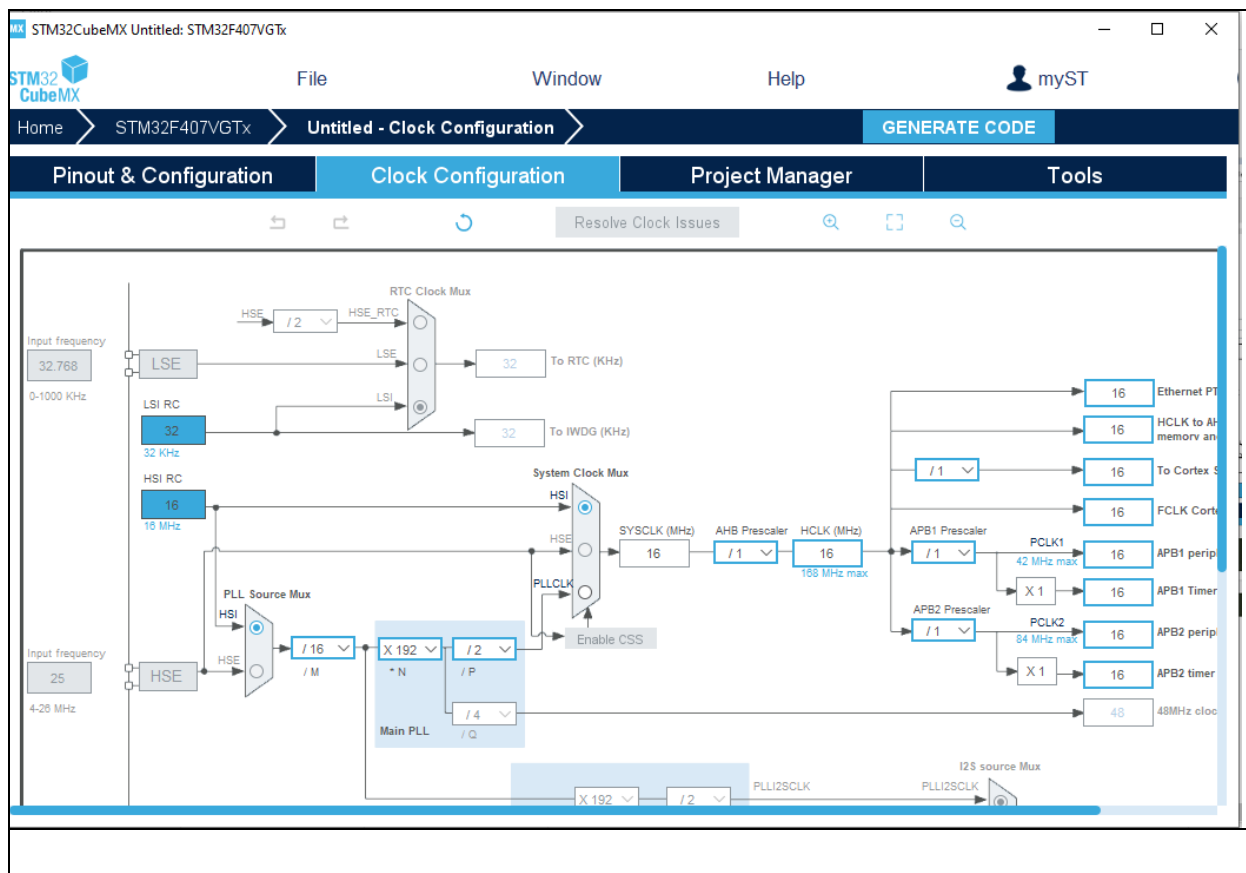 MX STM32CubeMX Untitled: STM32F407VGTx
STM32 CubeMX
File
Window
Help
myST
Home
STM32F407VGTx
Untitled - Clock Configuration
GENERATE CODE
Pinout & Configuration
Clock Configuration
Project Manager
Tools
Resolve Clock Issues
RTC Clock Mux
HSE
/ 2
HSE_RTC
Input frequency
32.768
0-1000 KHz
LSE
LSE
32
To RTC (KHz)
LSI RC
32
32 KHz
LSI
32
To IWDG (KHz)
HSI RC
16
16 MHz
System Clock Mux
HSI
HSE
PLLCLK
Enable CSS
SYSCLK (MHz)
16
AHB Prescaler
/ 1
HCLK (MHz)
16
168 MHz max
16
Ethernet PT
16
HCLK to AH
memory an
/ 1
16
To Cortex S
16
FCLK Cort
APB1 Prescaler
/ 1
PCLK1
42 MHz max
16
APB1 perip
X 1
16
APB1 Timer
APB2 Prescaler
/ 1
PCLK2
84 MHz max
16
APB2 perip
X 1
16
APB2 timer
48
48MHz cloc
PLL Source Mux
HSI
HSE
Input frequency
25
4-26 MHz
HSE
/ 16
/ M
X 192
* N
/ 2
/ P
/ 4
/ Q
Main PLL
X 192
/ 2
PLLI2SCLK
I2S source Mux
PLLI2SCLK